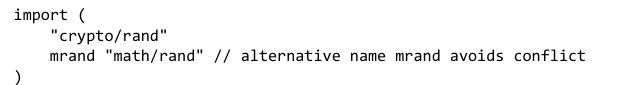 import (
    "crypto/rand"
    mrand "math/rand" // alternative name mrand avoids conflict
)